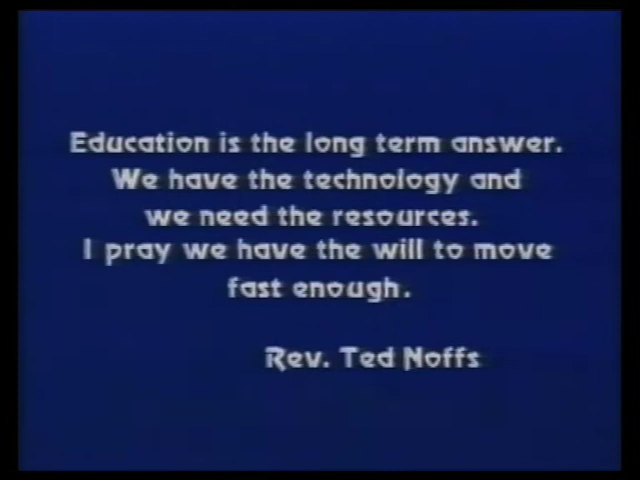 Education is the long term answer.
We have the technology and
we need the resources.
I pray we have the will to move
fast enough.
Rev. Ted Noffs